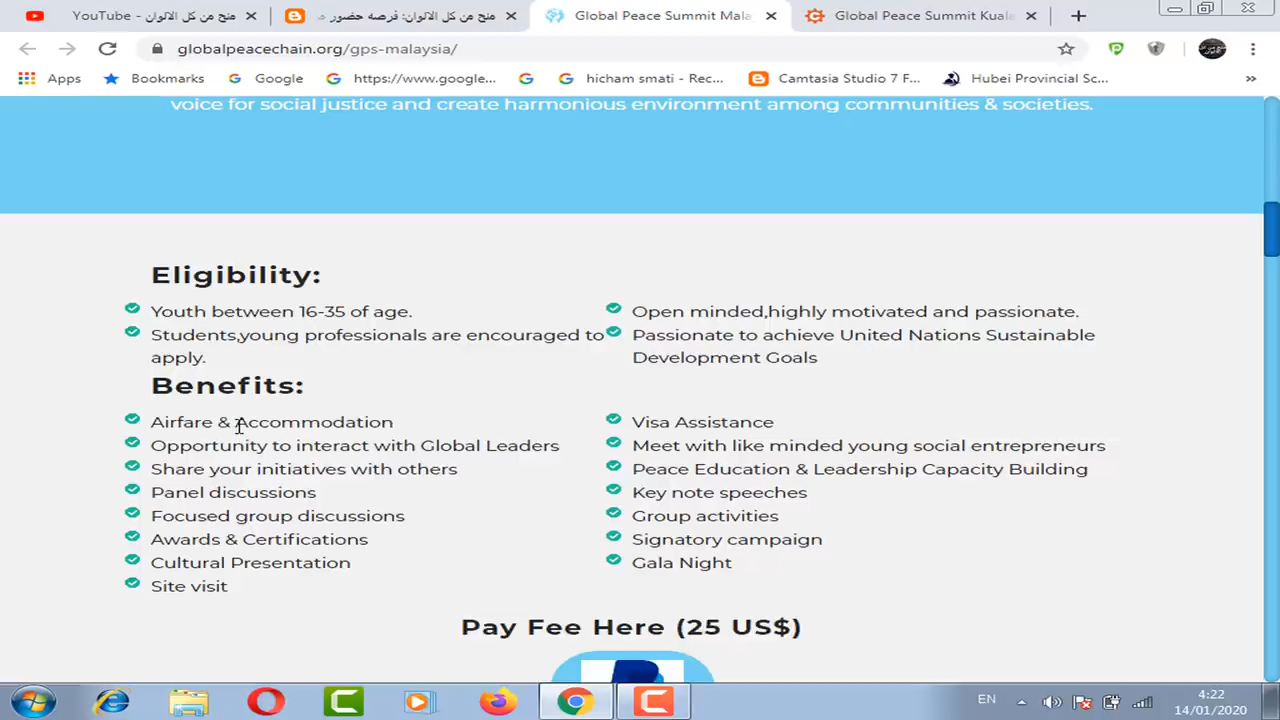 منح من كل الالوان - YouTube
منح من كل الالوان: فرصه حضور م
Global Peace Summit Mala
Global Peace Summit Kual
globalpeacechain.org/gps-malaysia/
Apps
Bookmarks
Google
https://www.google...
hicham smati - Rec...
Camtasia Studio 7 F...
Hubei Provincial Sc...
voice for social justice and create harmonious environment among communities & societies.
Eligibility:
Youth between 16-35 of age.
Students,young professionals are encouraged to
apply.
Open minded,highly motivated and passionate.
Passionate to achieve United Nations Sustainable
Development Goals
Benefits:
Airfare & Accommodation
Opportunity to interact with Global Leaders
Share your initiatives with others
Panel discussions
Focused group discussions
Awards & Certifications
Cultural Presentation
Site visit
Visa Assistance
Meet with like minded young social entrepreneurs
Peace Education & Leadership Capacity Building
Key note speeches
Group activities
Signatory campaign
Gala Night
Pay Fee Here (25 US$)
EN
4:22
14/01/2020